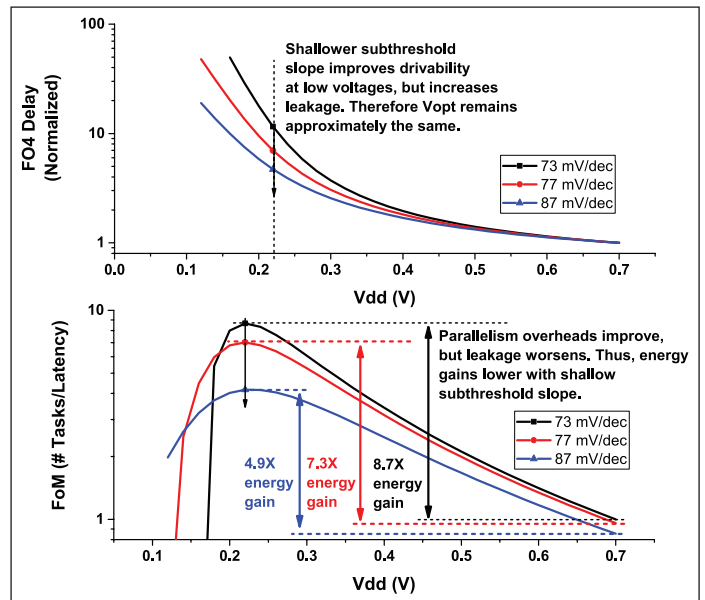 100
10
1
FO4 Delay
(Normalized)
Shallower subthreshold
slope improves drivability
at low voltages, but increases
leakage. Therefore Vopt remains
approximately the same.
73 mV/dec
77 mV/dec
87 mV/dec
0.0 0.1 0.2 0.3 0.4 0.5 0.6 0.7
Vdd (V)
10
1
FoM (# Tasks/Latency)
Parallelism overheads improve,
but leakage worsens. Thus, energy
gains lower with shallow
subthreshold slope.
73 mV/dec
77 mV/dec
87 mV/dec
4.9X
energy
gain
7.3X
energy
gain
8.7X
energy
gain
0.1 0.2 0.3 0.4 0.5 0.6 0.7
Vdd (V)